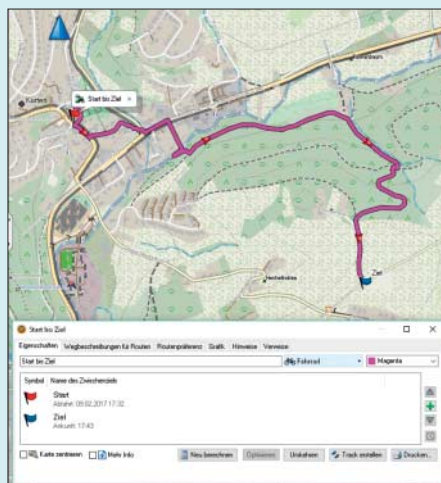 Start bis Ziel
Ziel
Start bis Ziel
Eigenschaften Wegbeschreibungen für Routen Routenpräferenz Grafik Hinweise Verweise
Start bis Ziel Fahrrad Magenta
Symbol Name des Zwischenziels
Start
Abfahrt 09.02.2017 17:32
Ziel
Ankunft 17:43
Karte zentrieren Mehr Info Neu berechnen Optimieren Umkehren Track erstellen Drucken...